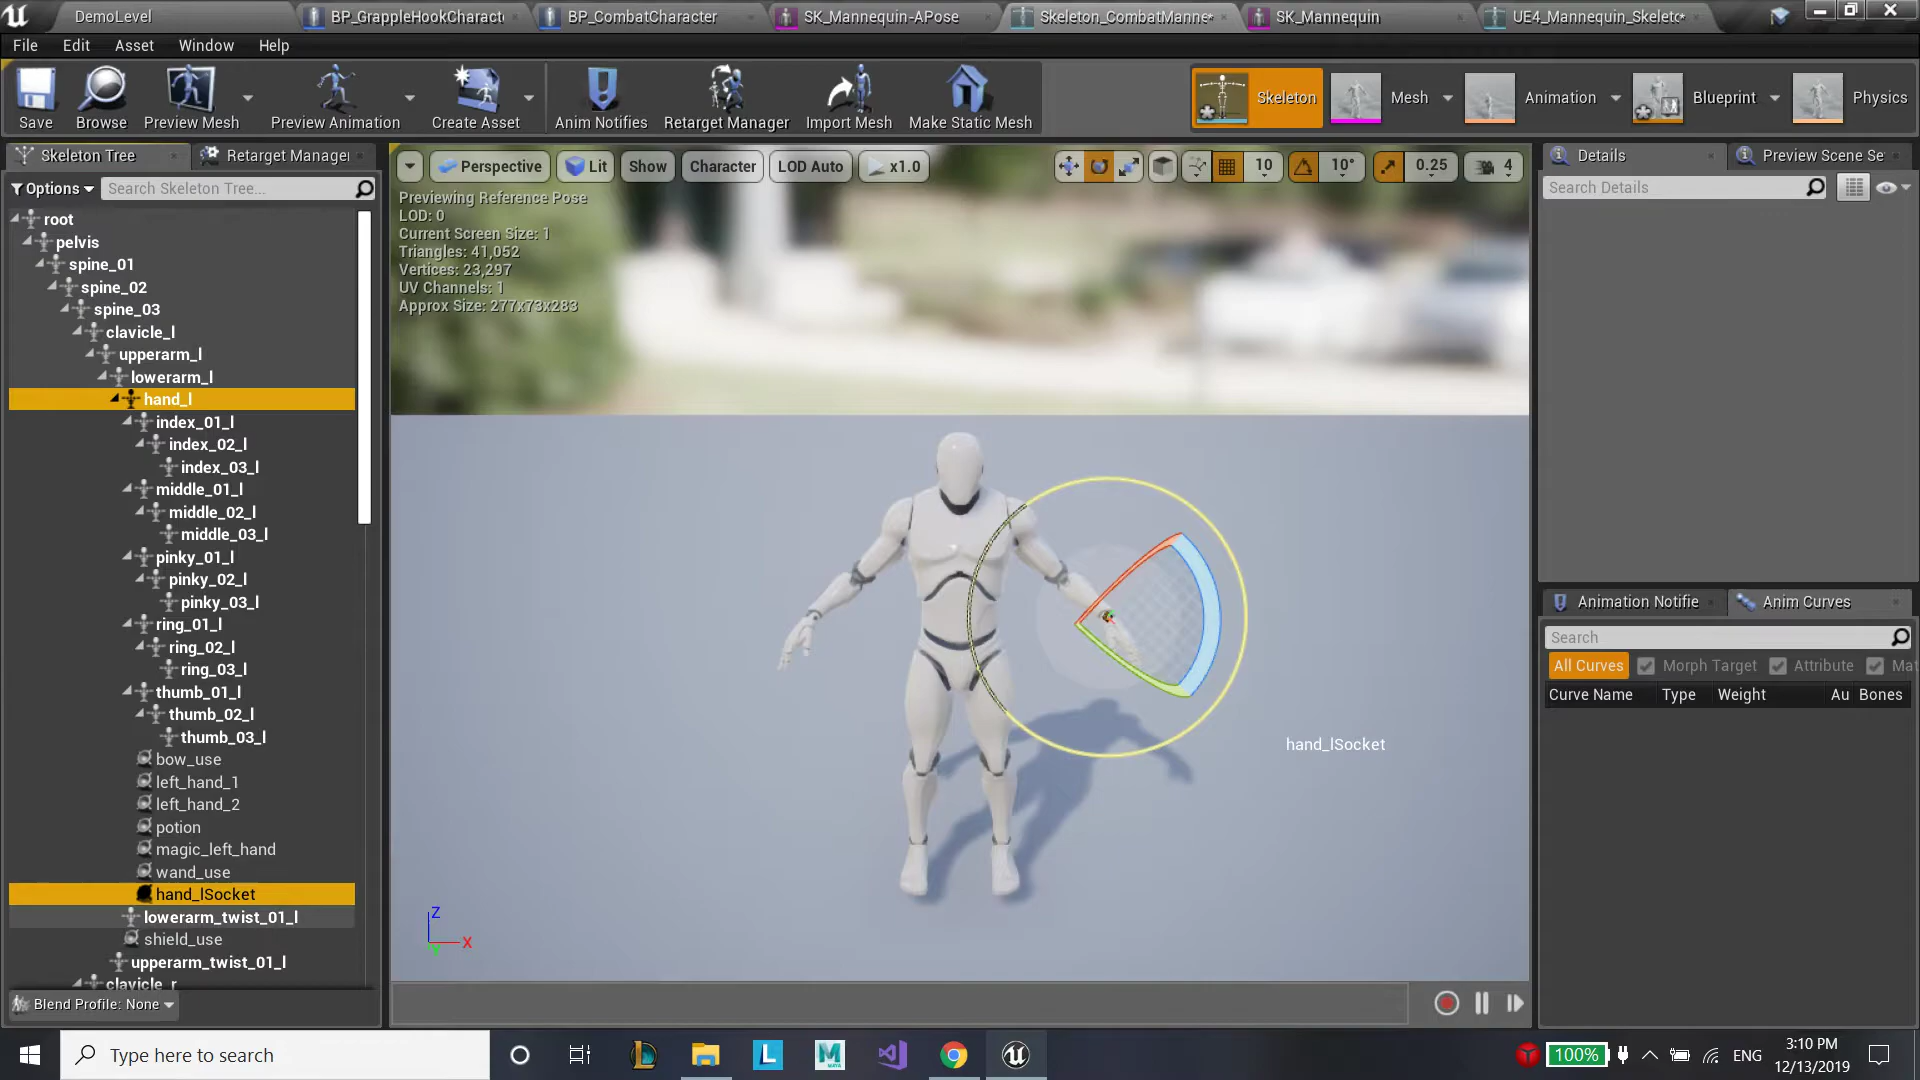 DemoLevel
BP_GrappleHookCharact
BP_CombatCharacter
SK_Mannequin-APose
Skeleton_CombatManne*
SK_Mannequin
UE4_Mannequin_Skeletc*
File Edit Asset Window Help
Save
Browse
Preview Mesh
Preview Animation
Create Asset
Anim Notifies
Retarget Manager
Import Mesh
Make Static Mesh
Skeleton
Mesh
Animation
Blueprint
Physics
Skeleton Tree
Retarget Manager
Options
Search Skeleton Tree...
root
pelvis
spine_01
spine_02
spine_03
clavicle_l
upperarm_l
lowerarm_l
hand_l
index_01_l
index_02_l
index_03_l
middle_01_l
middle_02_l
middle_03_l
pinky_01_l
pinky_02_l
pinky_03_l
ring_01_l
ring_02_l
ring_03_l
thumb_01_l
thumb_02_l
thumb_03_l
bow_use
left_hand_1
left_hand_2
potion
magic_left_hand
wand_use
hand_lSocket
lowerarm_twist_01_l
shield_use
upperarm_twist_01_l
clavicle_r
Blend Profile: None
Perspective Lit Show Character LOD Auto x1.0
10 10° 0.25 4
Previewing Reference Pose
LOD: 0
Current Screen Size: 1
Triangles: 41,052
Vertices: 23,297
UV Channels: 1
Approx Size: 277x73x283
hand_lSocket
Z
X
Y
Details
Preview Scene Se
Search Details
Animation Notifie
Anim Curves
Search
All Curves Morph Target Attribute Mat
Curve Name Type Weight Au Bones
Type here to search
L
M
100%
ENG
3:10 PM
12/13/2019